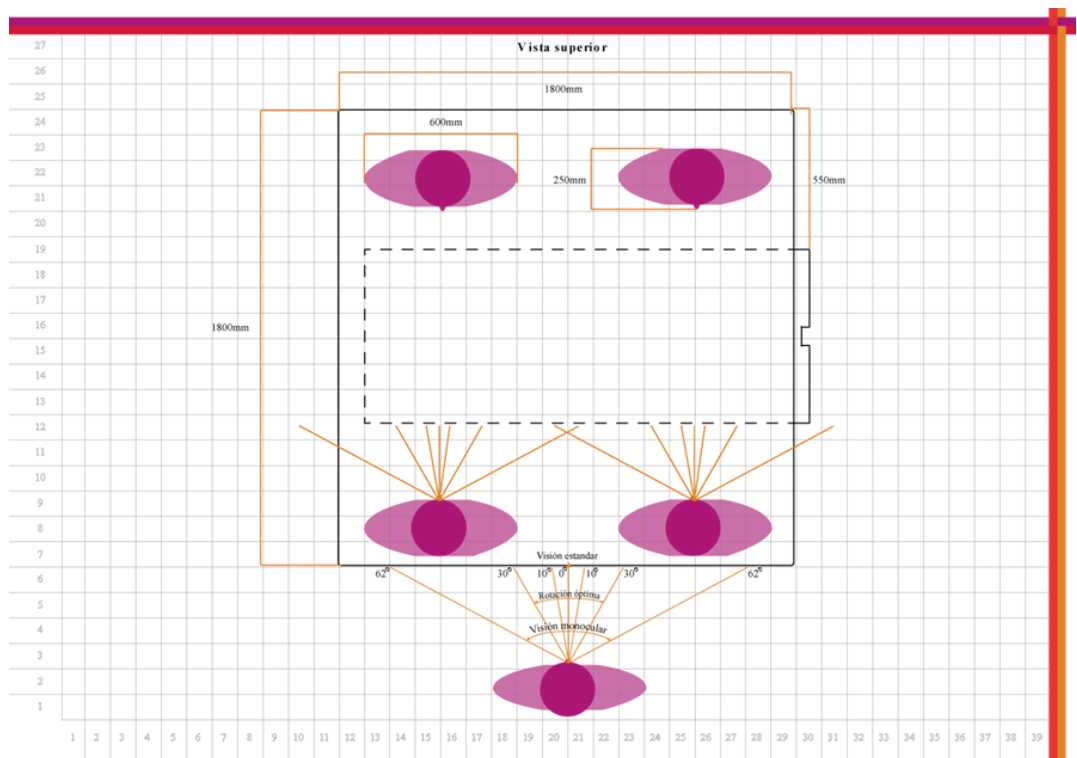 Vista superior
27
26
25
1800mm
24
600mm
23
22
250mm
550mm
21
20
19
18
17
16
1800mm
15
14
13
12
11
10
9
8
7
Visión estandar
6
62° 30° 10° 0° 10° 30° 62°
5
Rotación óptima
4
Visión monocular
3
2
1
1 2 3 4 5 6 7 8 9 10 11 12 13 14 15 16 17 18 19 20 21 22 23 24 25 26 27 28 29 30 31 32 33 34 35 36 37 38 39